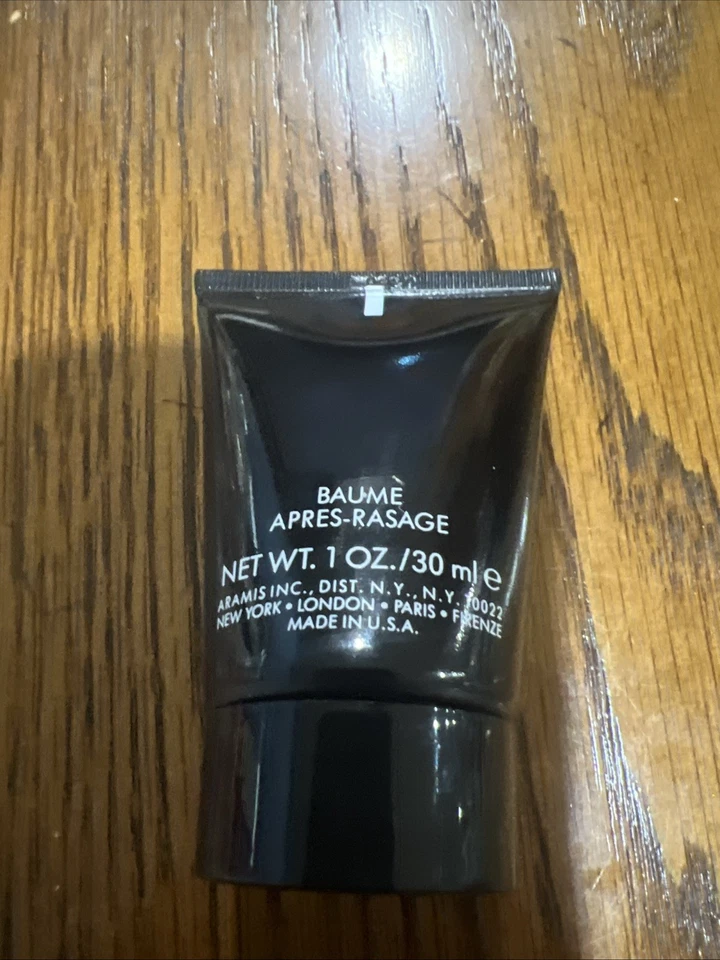 BAUME
APRES-RASAGE
NET WT. 1 OZ./30 ml e
ARAMIS INC., DIST. N.Y., N.Y. 10022
NEW YORK • LONDON • PARIS • FIRENZE
MADE IN U.S.A.